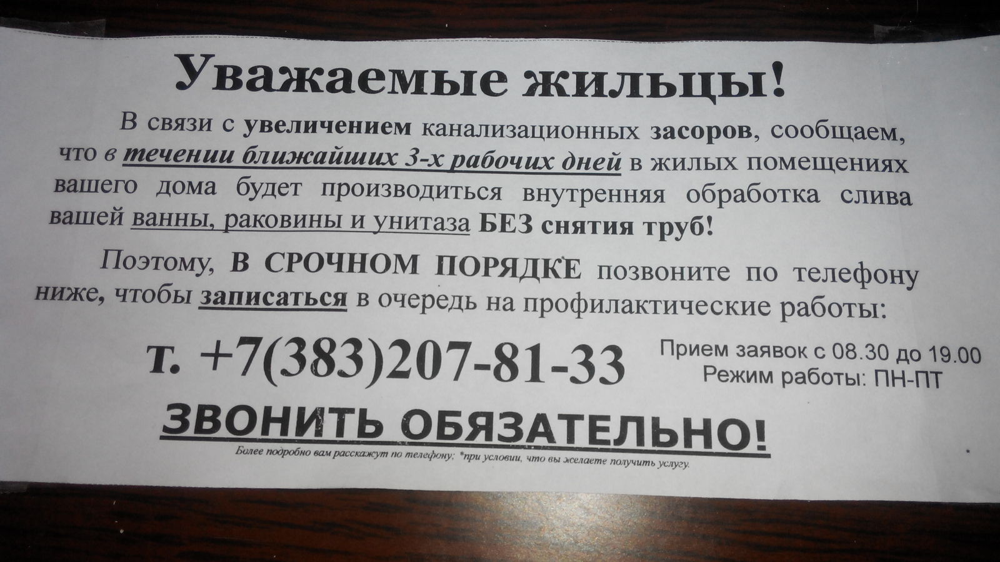 Уважаемые жильцы!
В связи с увеличением канализационных засоров, сообщаем,
что в течении ближайших 3-х рабочих дней в жилых помещениях
вашего дома будет производиться внутренняя обработка слива
вашей ванны, раковины и унитаза БЕЗ снятия труб!
Поэтому, В СРОЧНОМ ПОРЯДКЕ позвоните по телефону
ниже, чтобы записаться в очередь на профилактические работы:
т. +7(383)207-81-33
Прием заявок с 08.30 до 19.00
Режим работы: ПН-ПТ
ЗВОНИТЬ ОБЯЗАТЕЛЬНО!
Более подробно вам расскажут по телефону; *при условии, что вы желаете получить услугу.